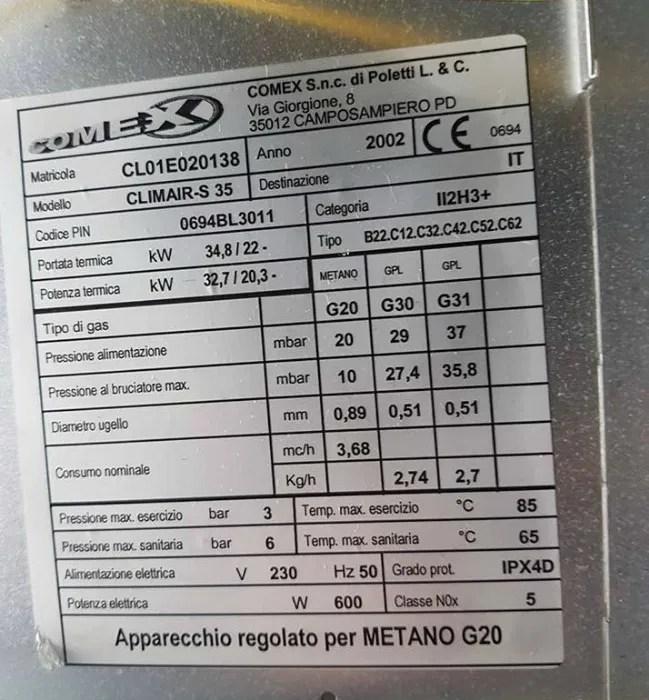 COMEX
COMEX S.n.c. di Poletti L. & C.
Via Giorgione, 8
35012 CAMPOSAMPIERO PD
Matricola CL01E020138 Anno 2002 CE 0694
Modello CLIMAIR-S 35 Destinazione IT
Codice PIN 0694BL3011 Categoria II2H3+
Portata termica kW 34,8 / 22 - Tipo B22.C12.C32.C42.C52.C62
Potenza termica kW 32,7 / 20,3 - METANO GPL GPL
Tipo di gas G20 G30 G31
Pressione alimentazione mbar 20 29 37
Pressione al bruciatore max. mbar 10 27,4 35,8
Diametro ugello mm 0,89 0,51 0,51
Consumo nominale mc/h 3,68
Kg/h 2,74 2,7
Pressione max. esercizio bar 3 Temp. max. esercizio °C 85
Pressione max. sanitaria bar 6 Temp. max. sanitaria °C 65
Alimentazione elettrica V 230 Hz 50 Grado prot. IPX4D
Potenza elettrica W 600 Classe N0x 5
Apparecchio regolato per METANO G20